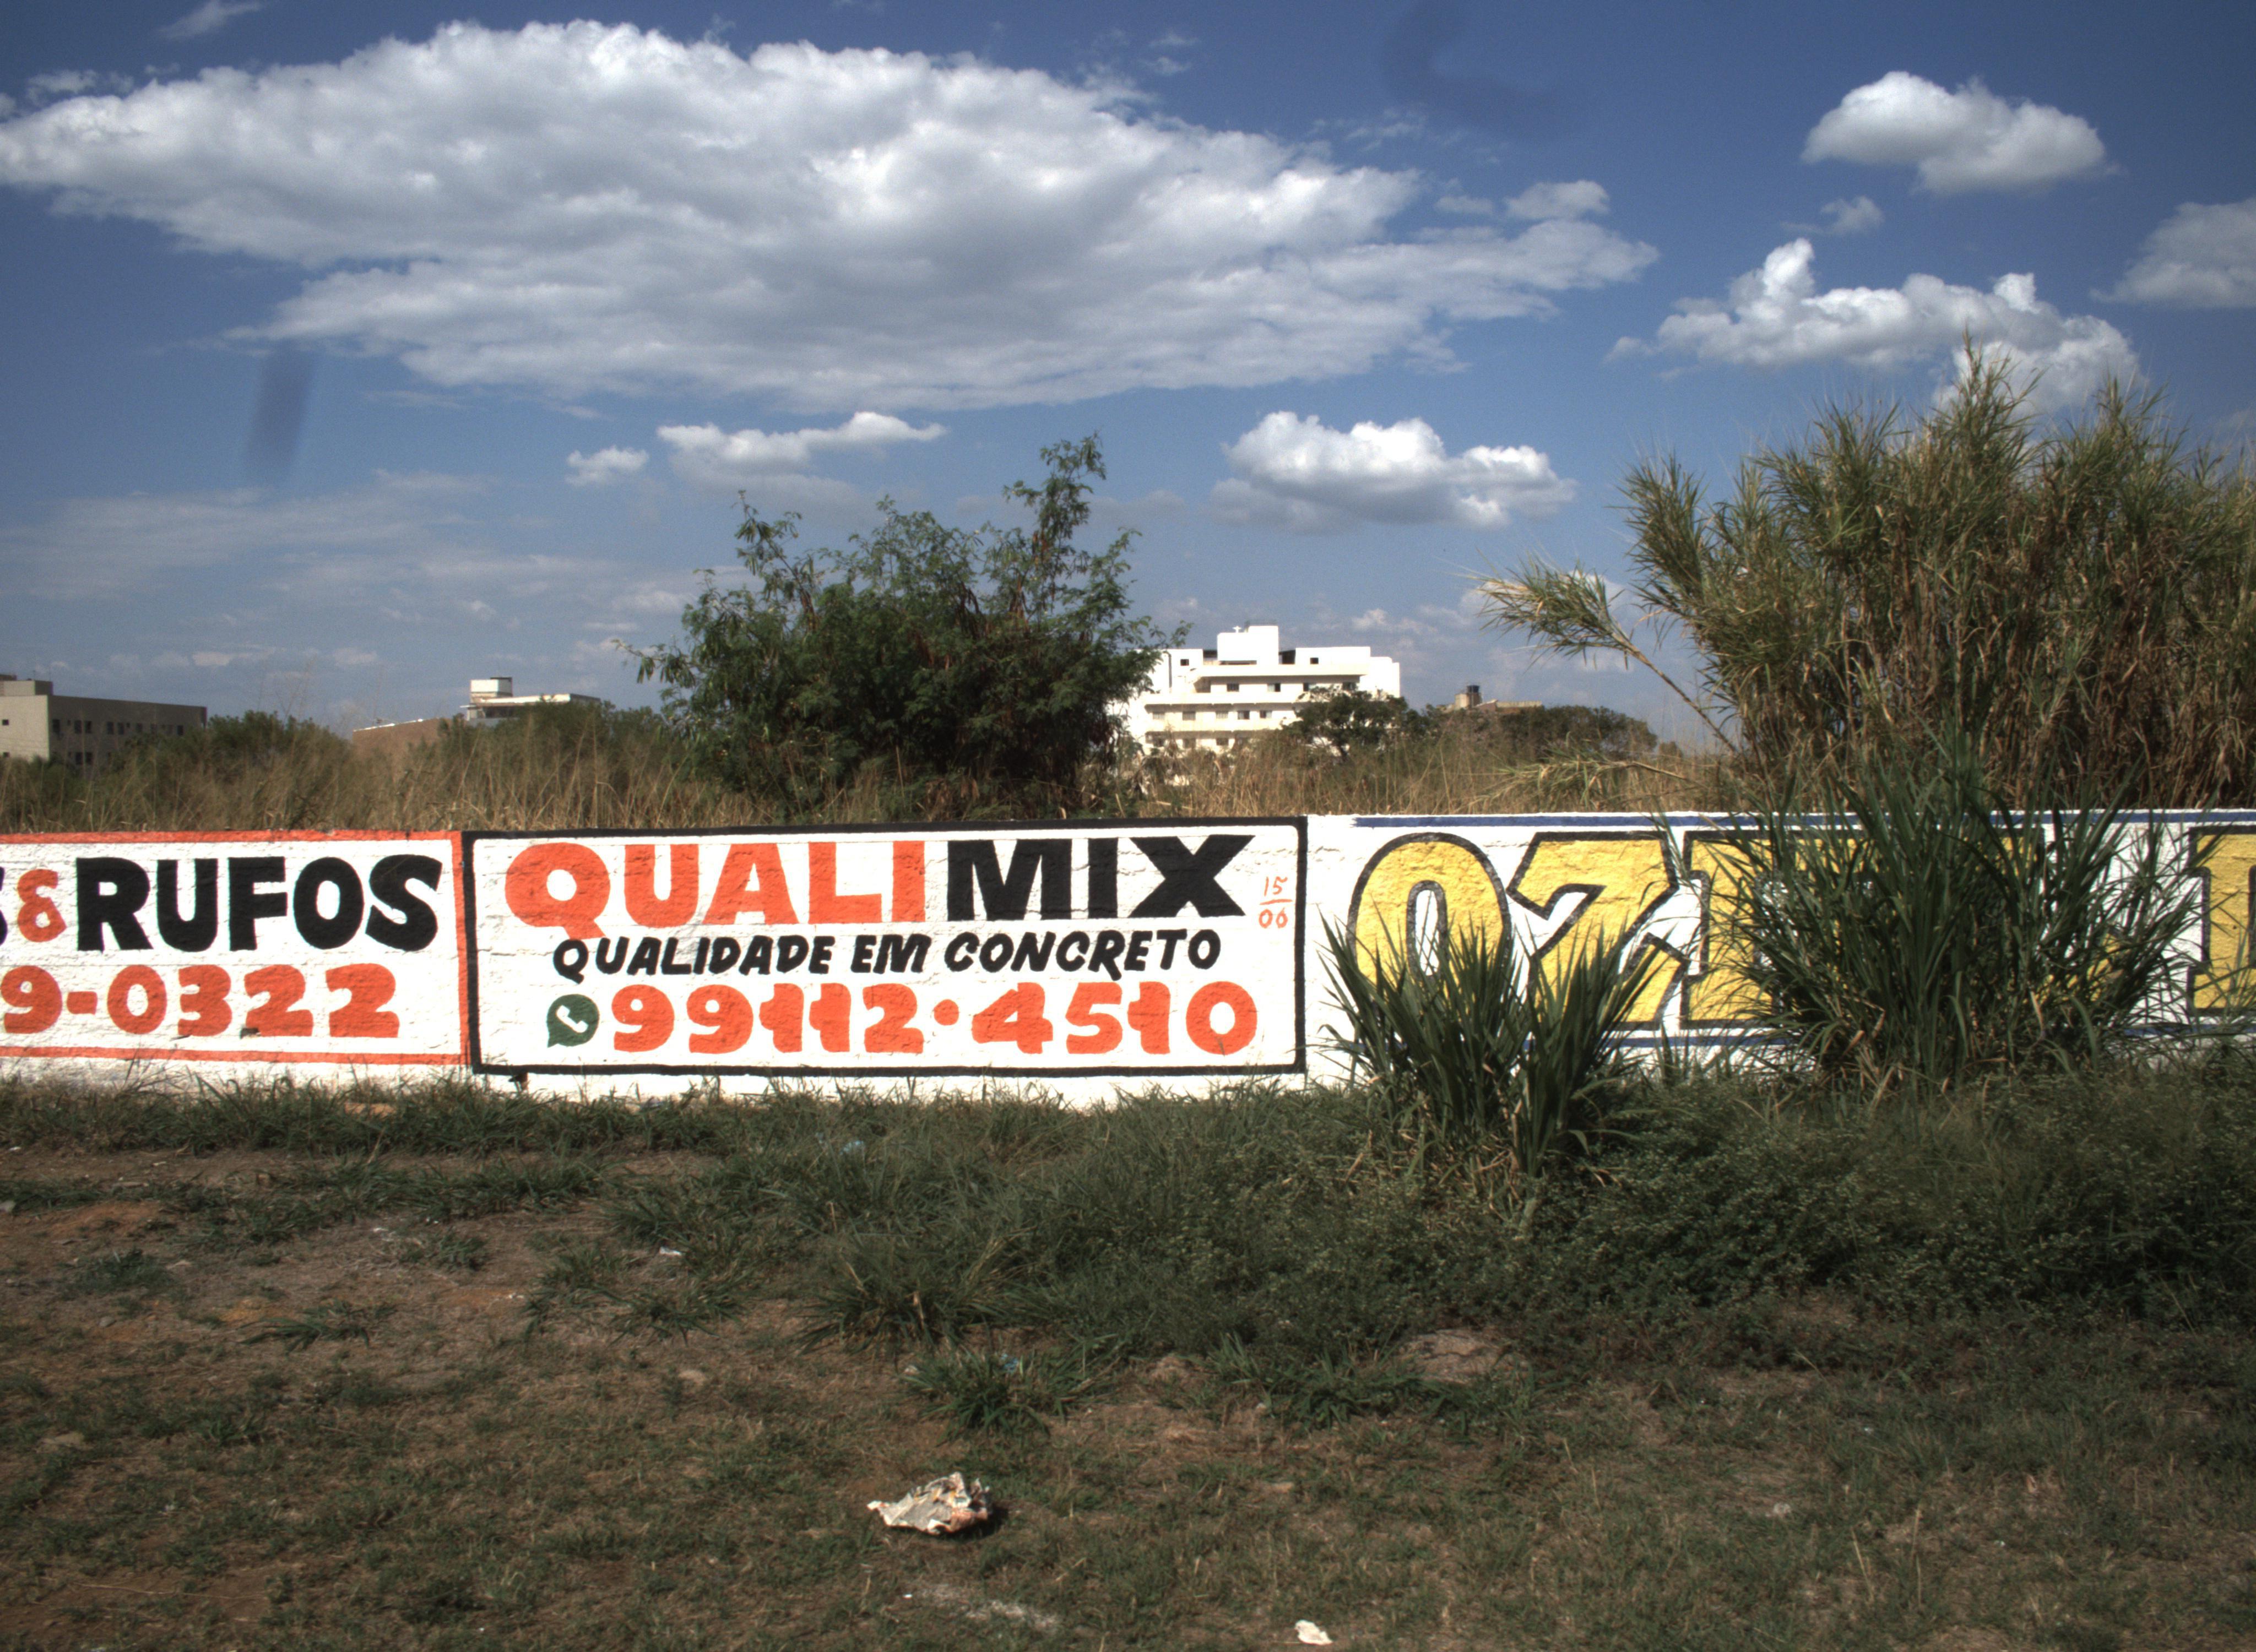 & RUFOS
9-0322
QUALIMIX
15
06
QUALIDADE EM CONCRETO
99112·4510